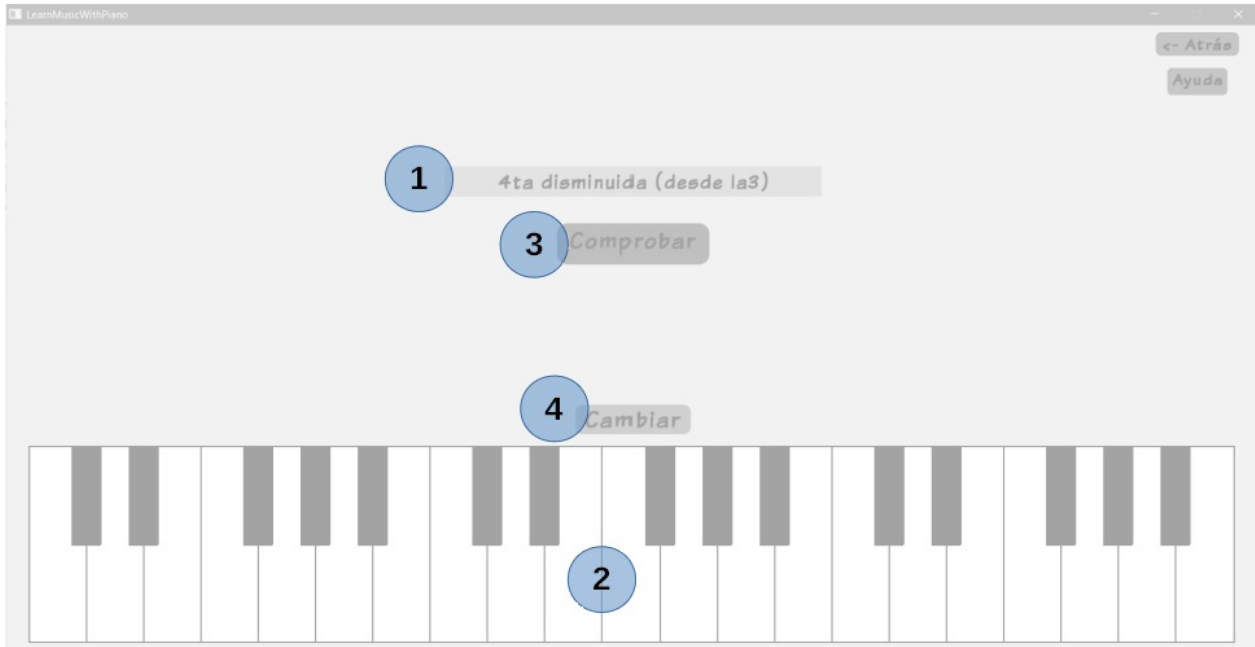 LearnMusicWithPiano
<- Atrás
Ayuda
1
4ta disminuida (desde la3)
3
Comprobar
4
Cambiar
2